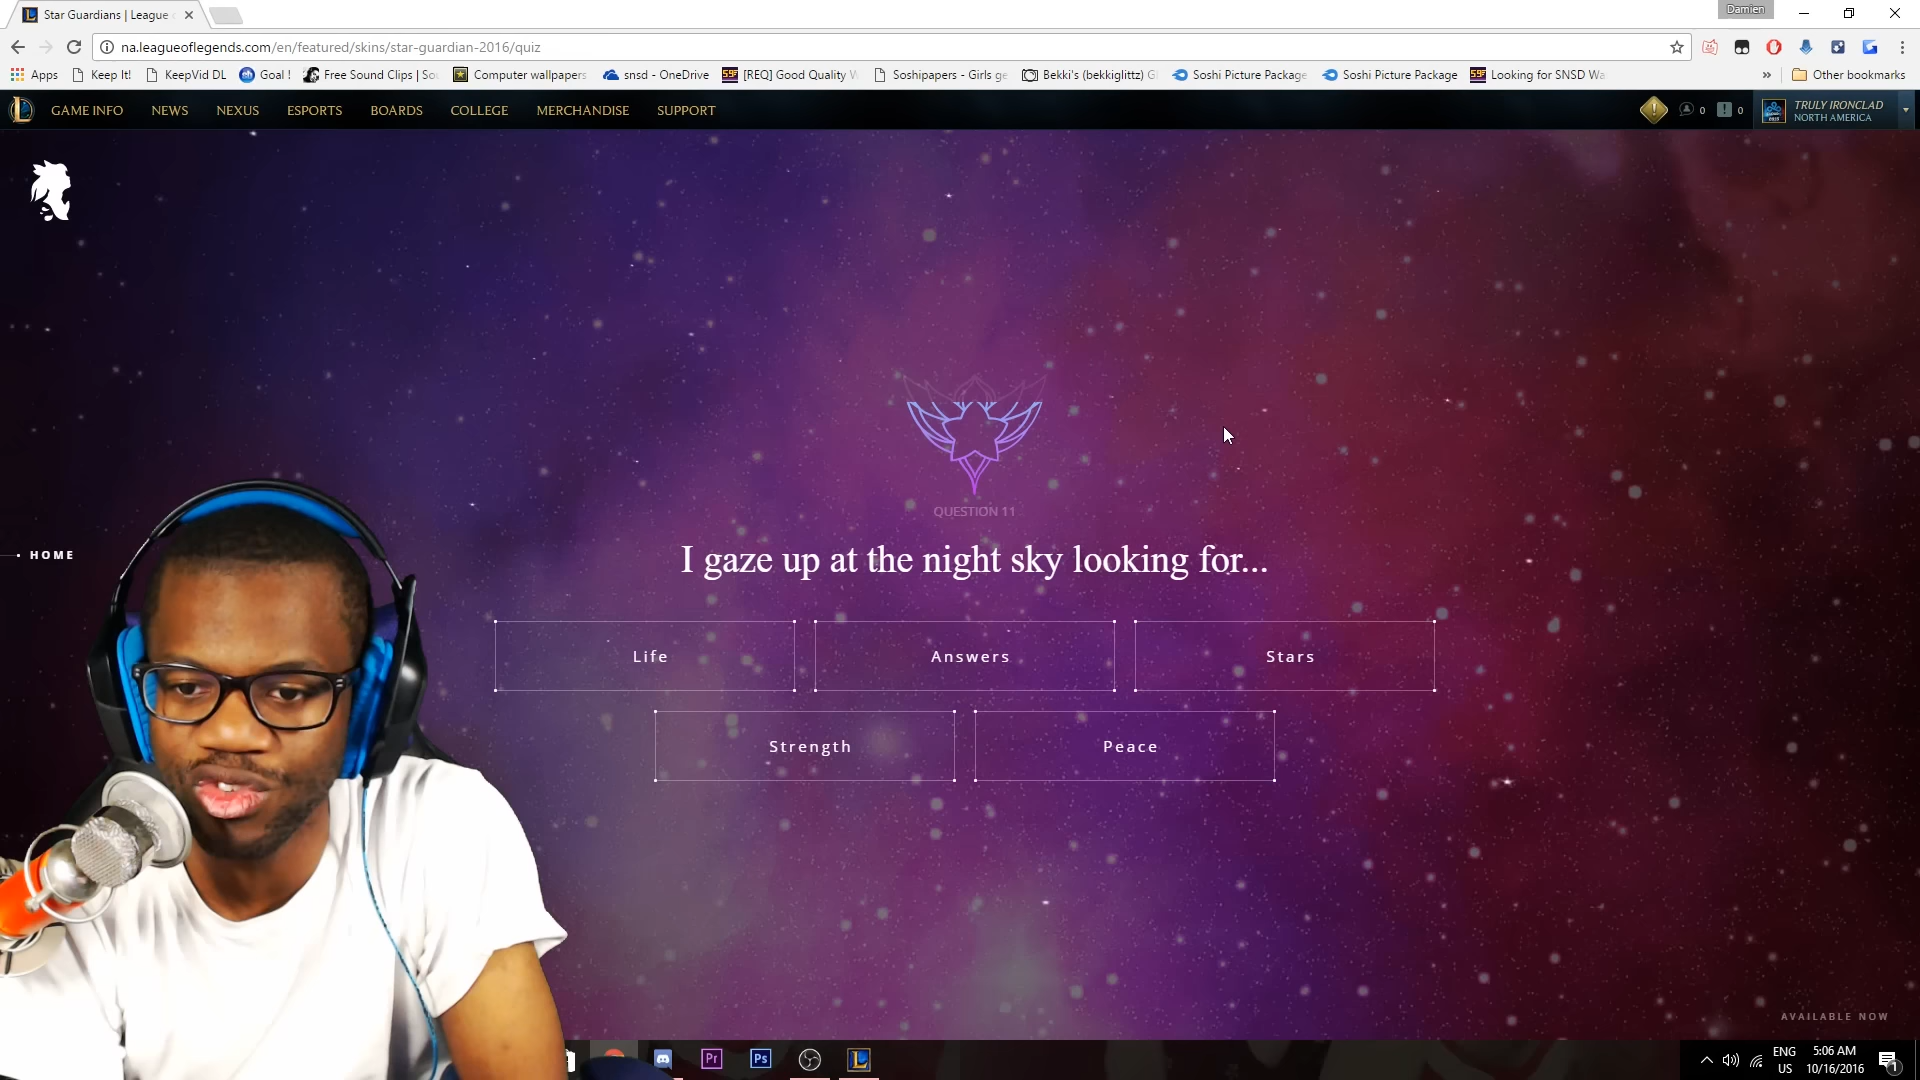 Star Guardians | League
Damien
na.leagueoflegends.com/en/featured/skins/star-guardian-2016/quiz
Apps Keep It! KeepVid DL Goal ! Free Sound Clips | Sou Computer wallpapers snsd - OneDrive [REQ] Good Quality W Soshipapers - Girls ge Bekki's (bekkiglittz) G Soshi Picture Package Soshi Picture Package Looking for SNSD Wa » Other bookmarks
GAME INFO NEWS NEXUS ESPORTS BOARDS COLLEGE MERCHANDISE SUPPORT 0 0 TRULY IRONCLAD
NORTH AMERICA
QUESTION 11
HOME
I gaze up at the night sky looking for...
Life Answers Stars
Strength Peace
AVAILABLE NOW
Pr Ps ENG 5:06 AM
US 10/16/2016 1